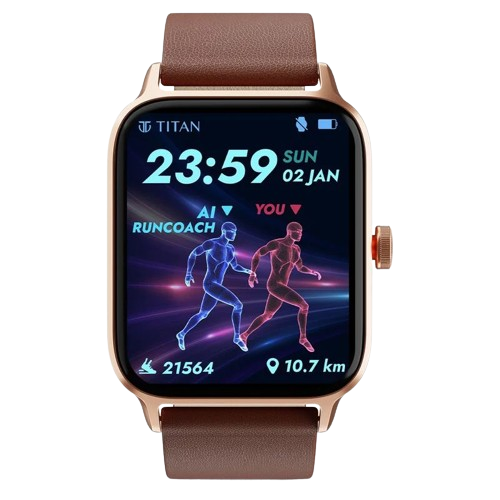 TITAN
23:59 SUN
02 JAN
AI YOU
RUNCOACH
21564 10.7 km